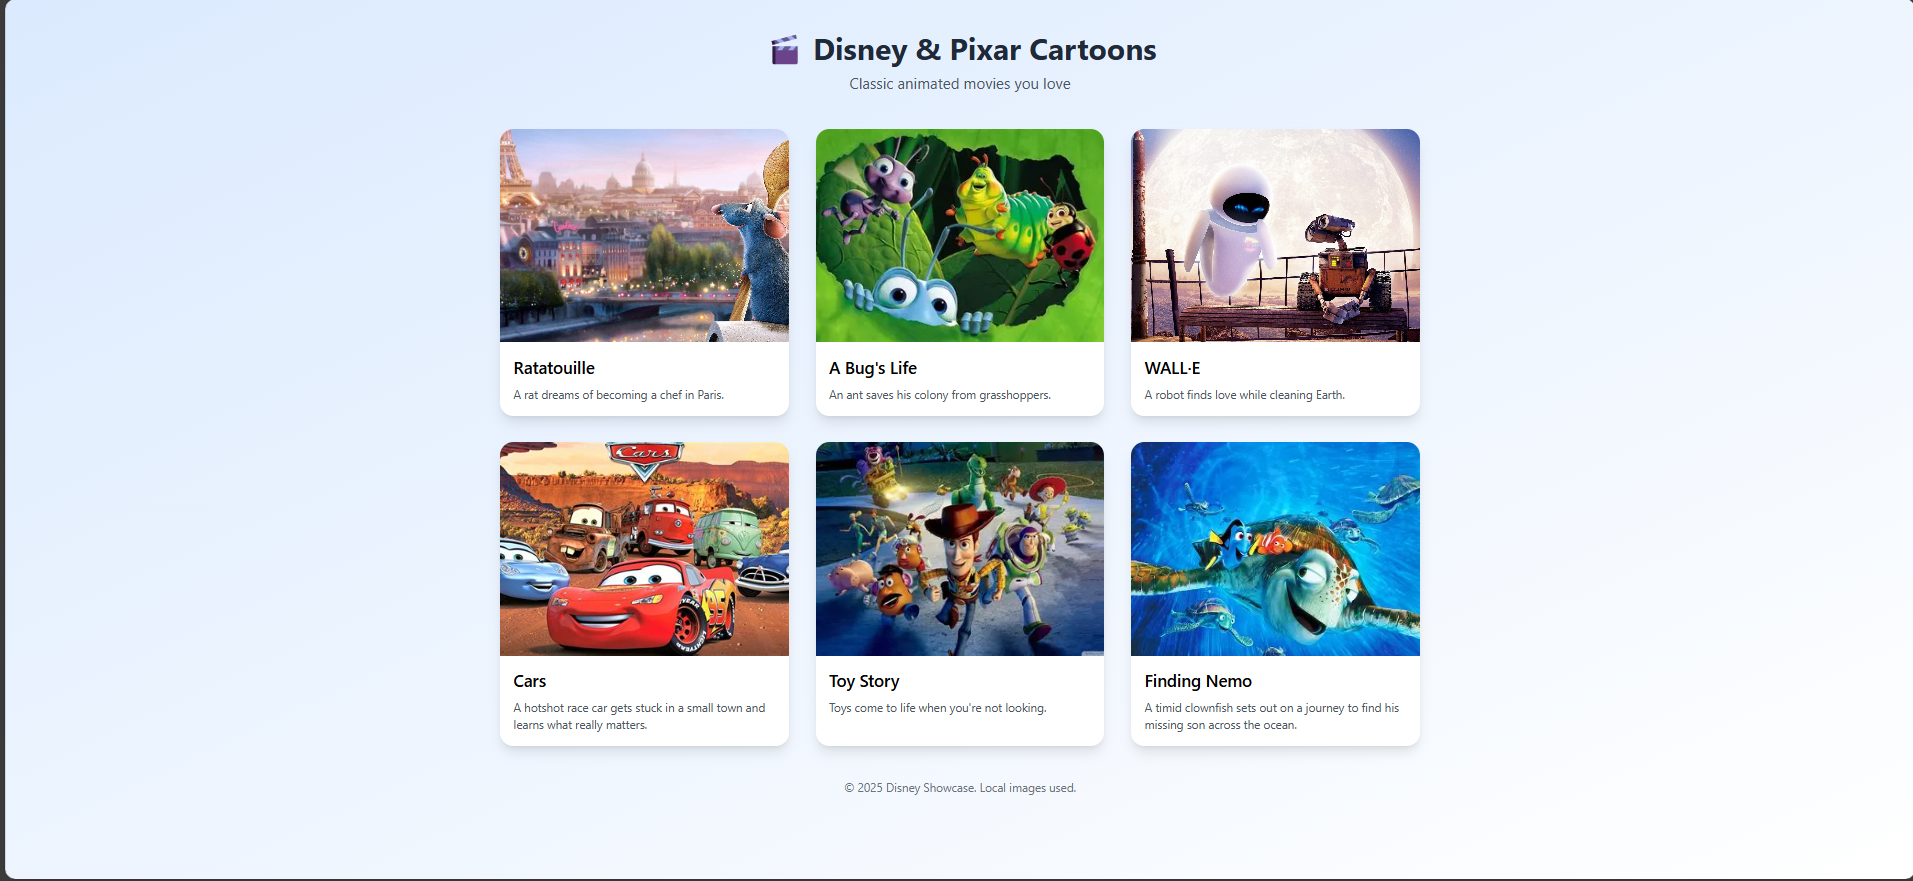 🎬 Disney & Pixar Cartoons
Classic animated movies you love
Ratatouille
A rat dreams of becoming a chef in Paris.
A Bug's Life
An ant saves his colony from grasshoppers.
WALL·E
A robot finds love while cleaning Earth.
Cars
95
Cars
A hotshot race car gets stuck in a small town and
learns what really matters.
Toy Story
Toys come to life when you're not looking.
Finding Nemo
A timid clownfish sets out on a journey to find his
missing son across the ocean.
© 2025 Disney Showcase. Local images used.